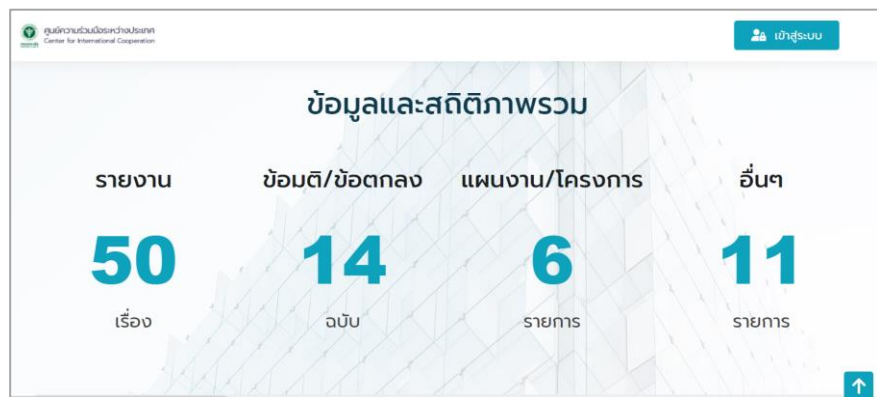 ศูนย์ความร่วมมือระหว่างประเทศ
Center for International Cooperation
เข้าสู่ระบบ
ข้อมูลและสถิติภาพรวม
รายงาน ข้อมติ/ข้อตกลง แผนงาน/โครงการ อื่นๆ
50 14 6 11
เรื่อง ฉบับ รายการ รายการ